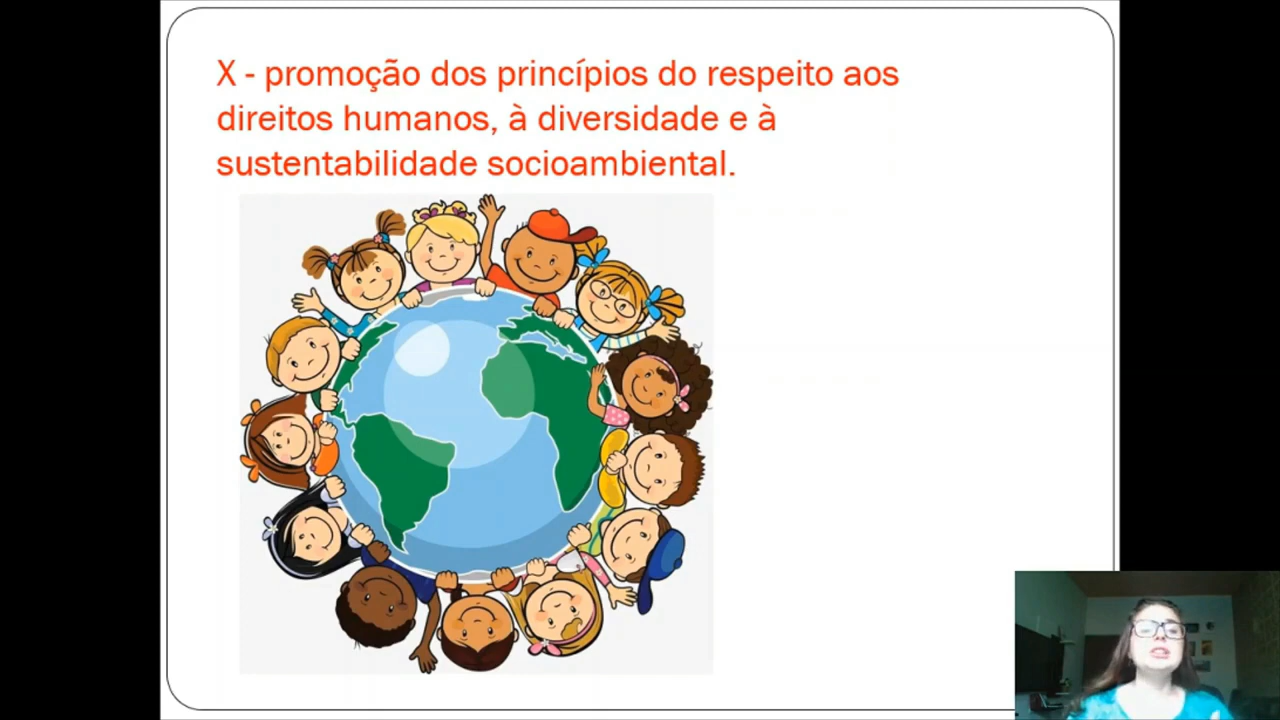 X - promoção dos princípios do respeito aos
direitos humanos, à diversidade e à
sustentabilidade socioambiental.